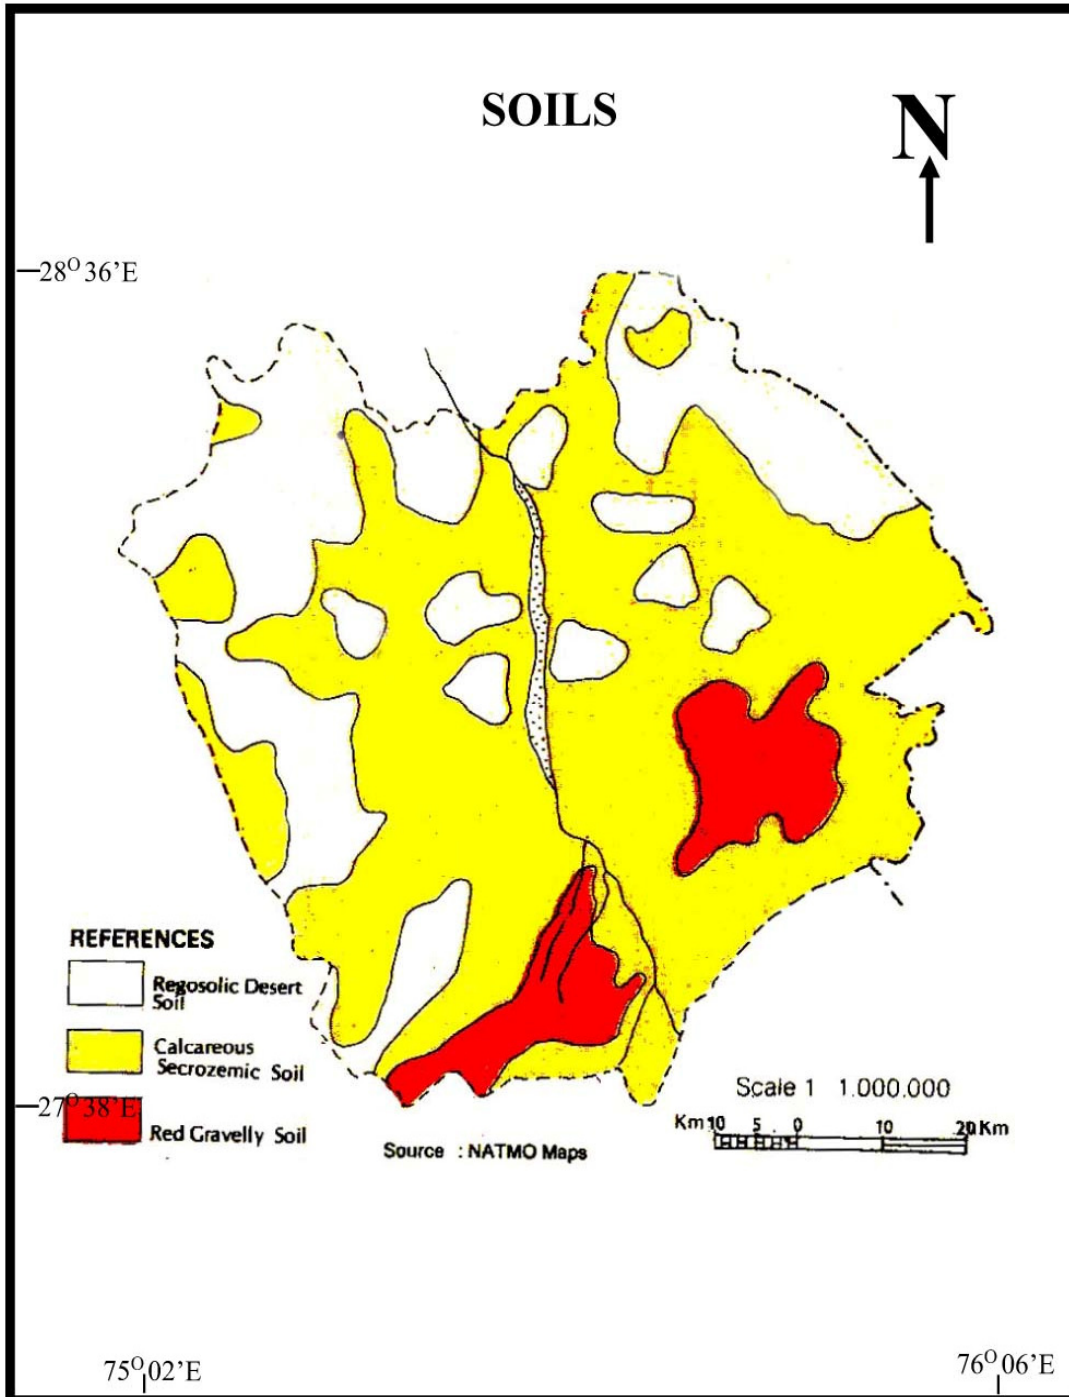 SOILS
N
28° 36'E
REFERENCES
Regosolic Desert
Soil
Calcareous
Secrozemic Soil
27° 38'E
Red Gravelly Soil
Source : NATMO Maps
Scale 1 1.000.000
Km 10 5 . 0 10 20 Km
75° 02'E
76° 06'E